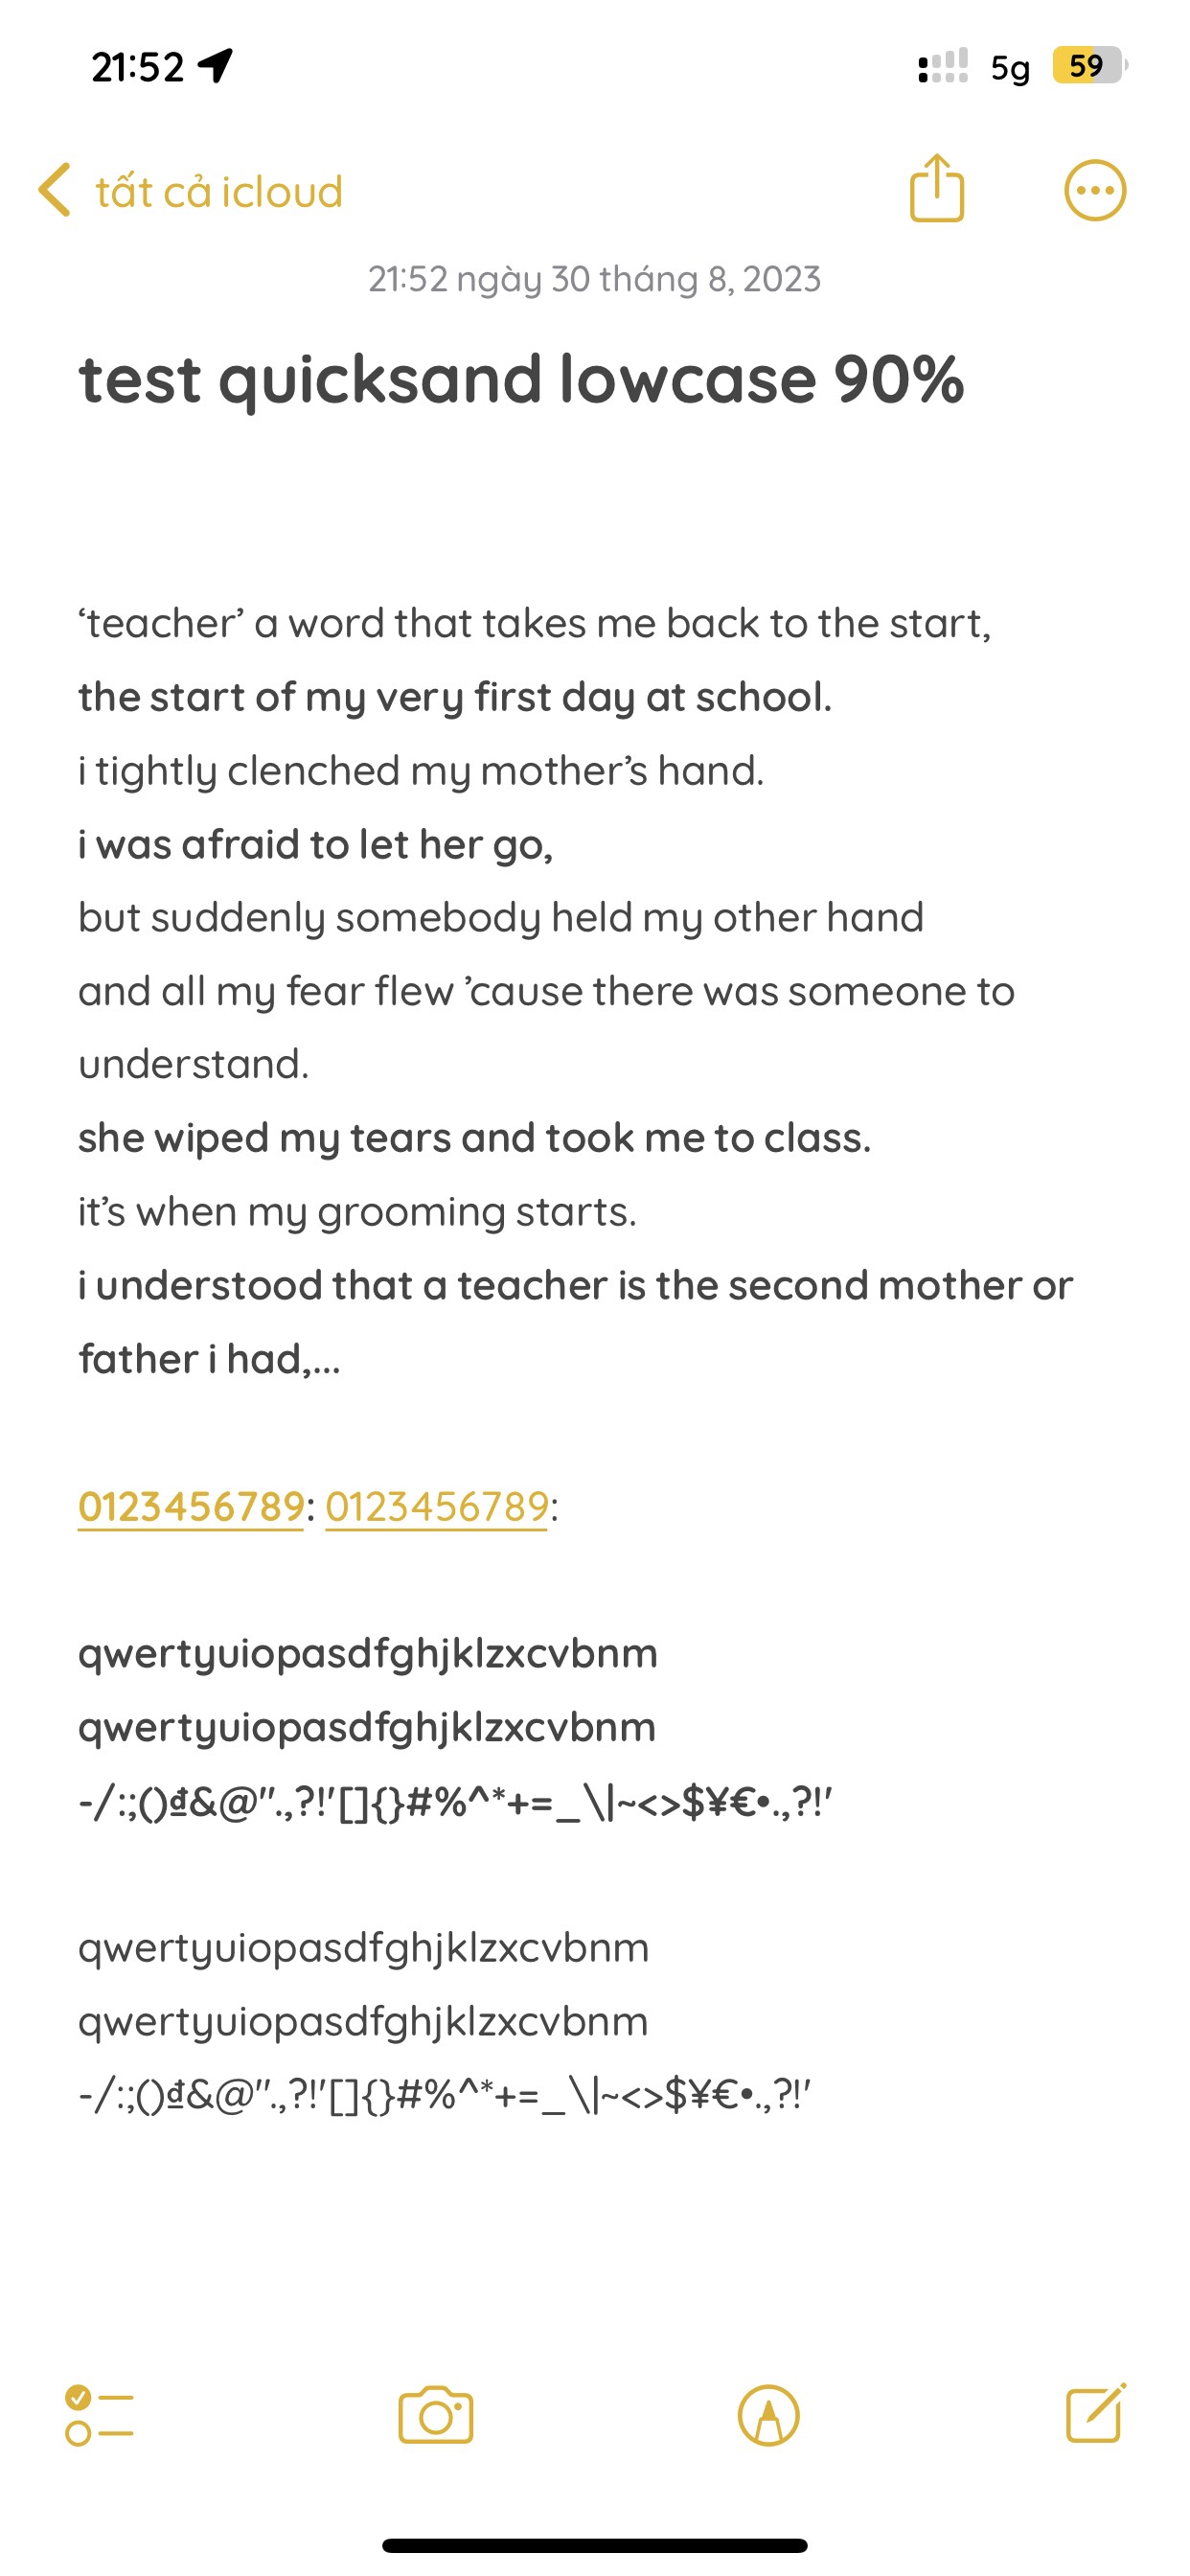 21:52
5g
59
tất cả icloud
21:52 ngày 30 tháng 8, 2023
test quicksand lowcase 90%
‘teacher’ a word that takes me back to the start,
the start of my very first day at school.
i tightly clenched my mother’s hand.
i was afraid to let her go,
but suddenly somebody held my other hand
and all my fear flew ’cause there was someone to
understand.
she wiped my tears and took me to class.
it’s when my grooming starts.
i understood that a teacher is the second mother or
father i had,...
0123456789: 0123456789:
qwertyuiopasdfghjklzxcvbnm
qwertyuiopasdfghjklzxcvbnm
-/:;()₫&@".,?!'[]{}#%^*+=_\|~<>$¥€•.,?!'
qwertyuiopasdfghjklzxcvbnm
qwertyuiopasdfghjklzxcvbnm
-/:;()₫&@".,?!'[]{}#%^*+=_\|~<>$¥€•.,?!'